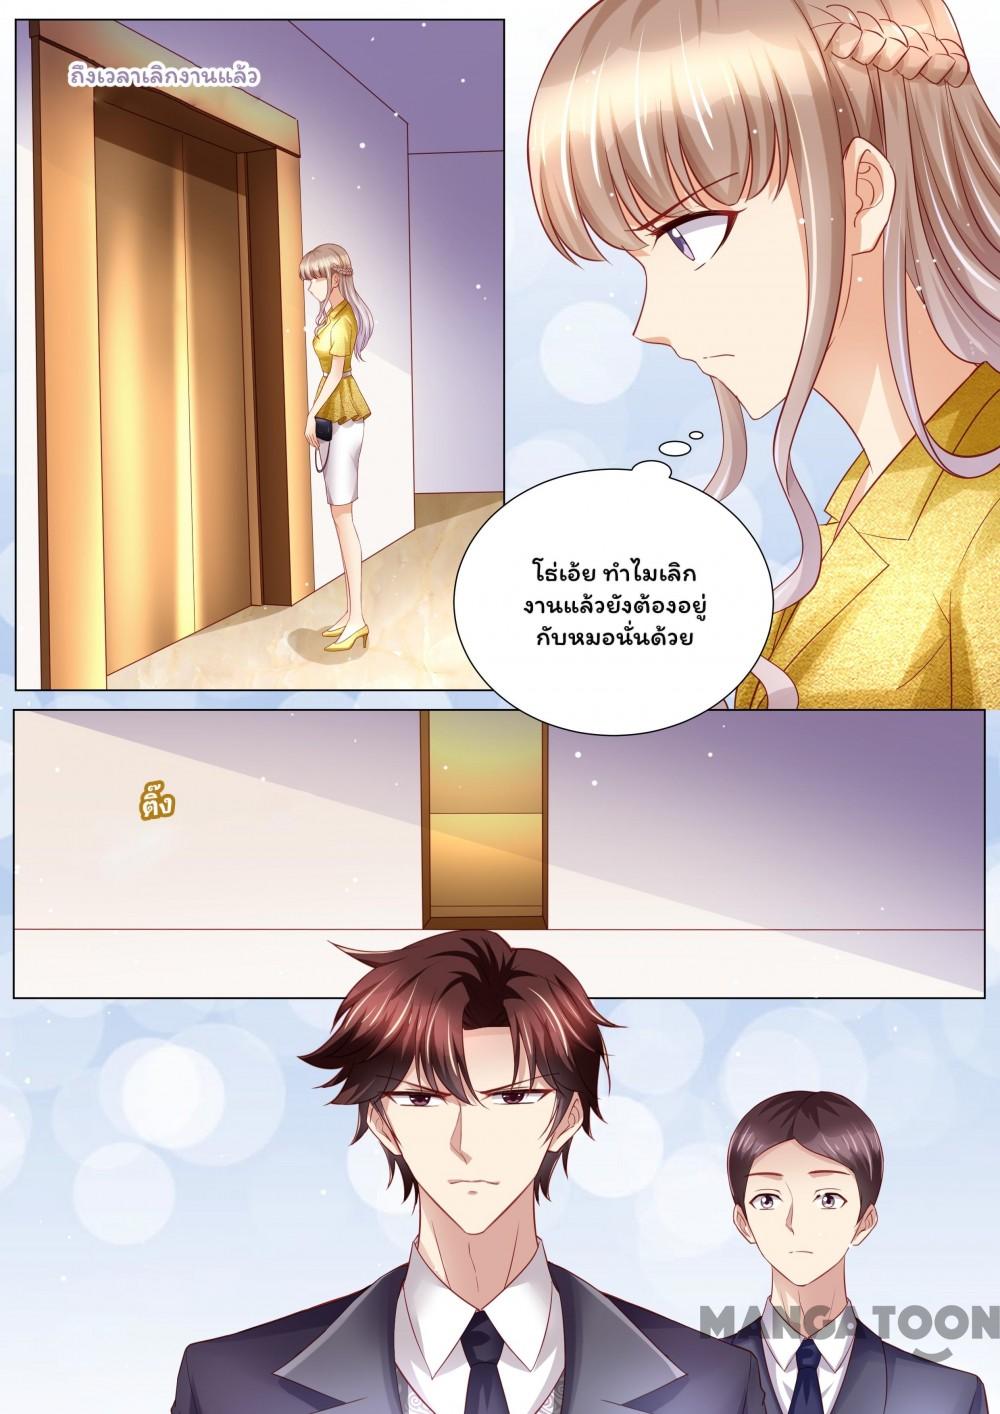 ถึงเวลาเลิกงานแล้ว
โธ่เอ้ย ทำไมเลิก
งานแล้วยังต้องอยู่
กับหมอนั่นด้วย
ติ๊ง
MANGATOON